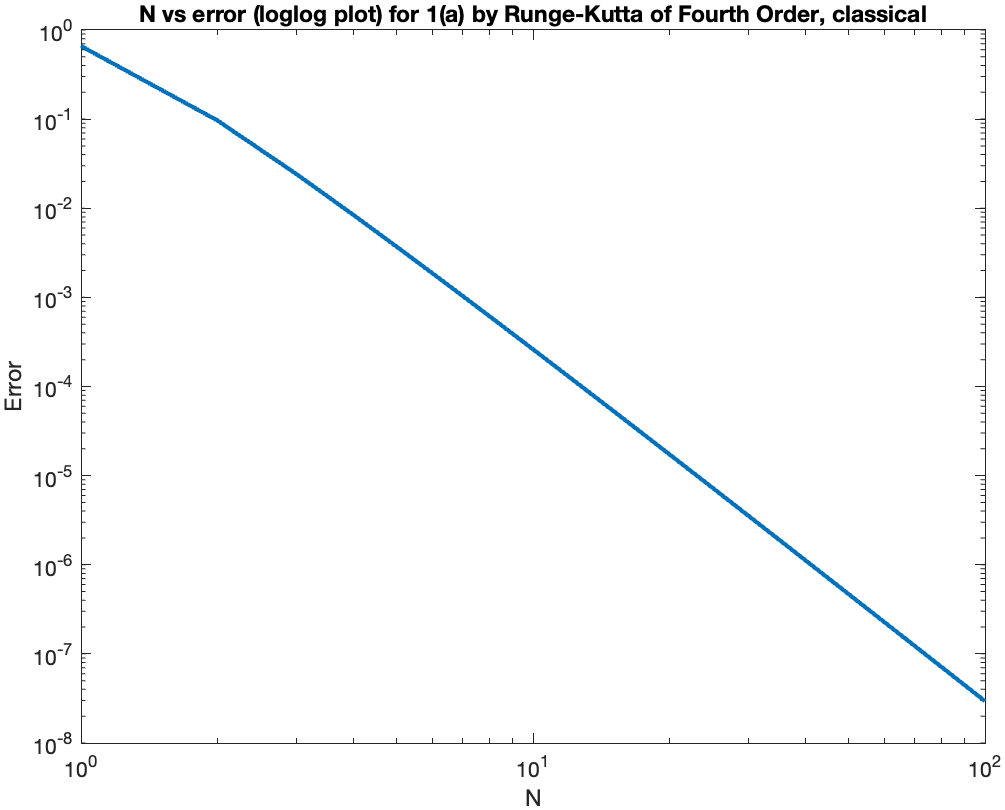 N vs error (loglog plot) for 1(a) by Runge-Kutta of Fourth Order, classical
10^0
10^-1
10^-2
10^-3
10^-4
10^-5
10^-6
10^-7
10^-8
Error
10^0 10^1 10^2
N